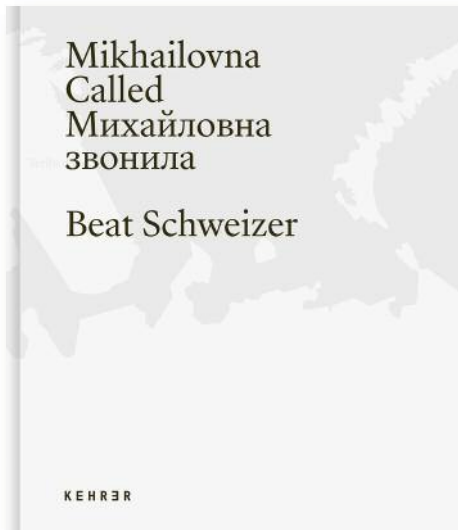 Mikhailovna
Called
Михайловна
звонила
Beat Schweizer
KEHRER